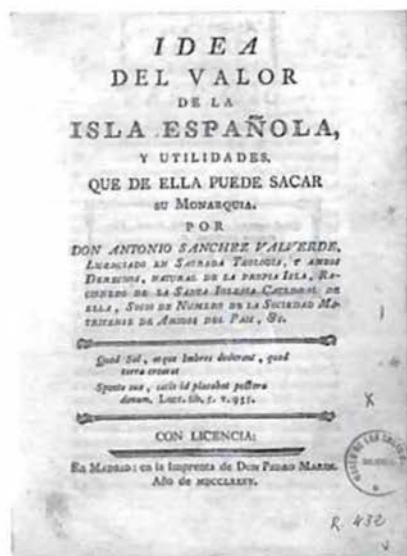 IDEA
DEL VALOR
DE LA
ISLA ESPAÑOLA,
Y UTILIDADES,
QUE DE ELLA PUEDE SACAR
SU MONARQUIA.
POR
DON ANTONIO SANCHEZ VALVERDE,
LICENCIADO EN SAGRADA TEOLOGIA, Y AMBOS
DERECHOS, NATURAL DE LA PROPIA ISLA, RA-
CIONERO DE LA SANTA IGLESIA CATEDRAL DE
ELLA, SOCIO DE NUMERO DE LA SOCIEDAD MA-
TRITENSE DE AMIGOS DEL PAIS, &c.
Quod Sol, atque Imbres dederant, quod
terra crearat
Sponte sua, satis id placabat pectora
donum. Lucr. lib. 5. v. 935.
CON LICENCIA:
EN MADRID: en la Imprenta de DON PEDRO MARIN.
Año de MDCCLXXXV.
X
R. 432